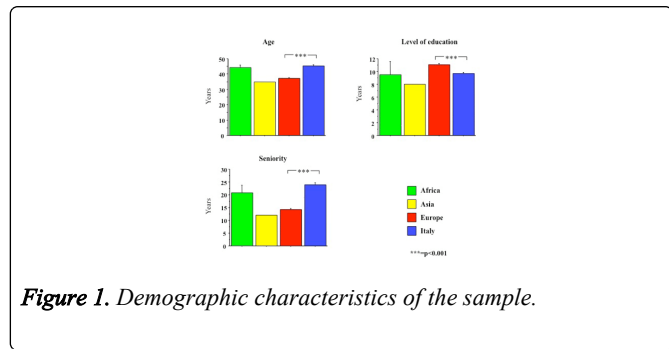 Age
Level of education
***
***
Years
50
40
30
20
10
0
Years
12
10
8
6
4
2
0
Seniority
***
Years
30
25
20
15
10
5
0
Africa
Asia
Europe
Italy
***=p<0.001
Figure 1. Demographic characteristics of the sample.